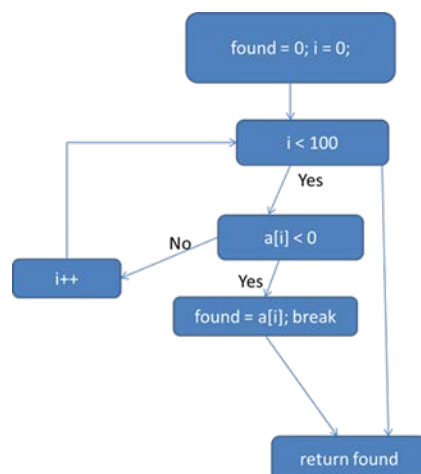 found = 0; i = 0;
i < 100
Yes
a[i] < 0
No
i++
Yes
found = a[i]; break
return found